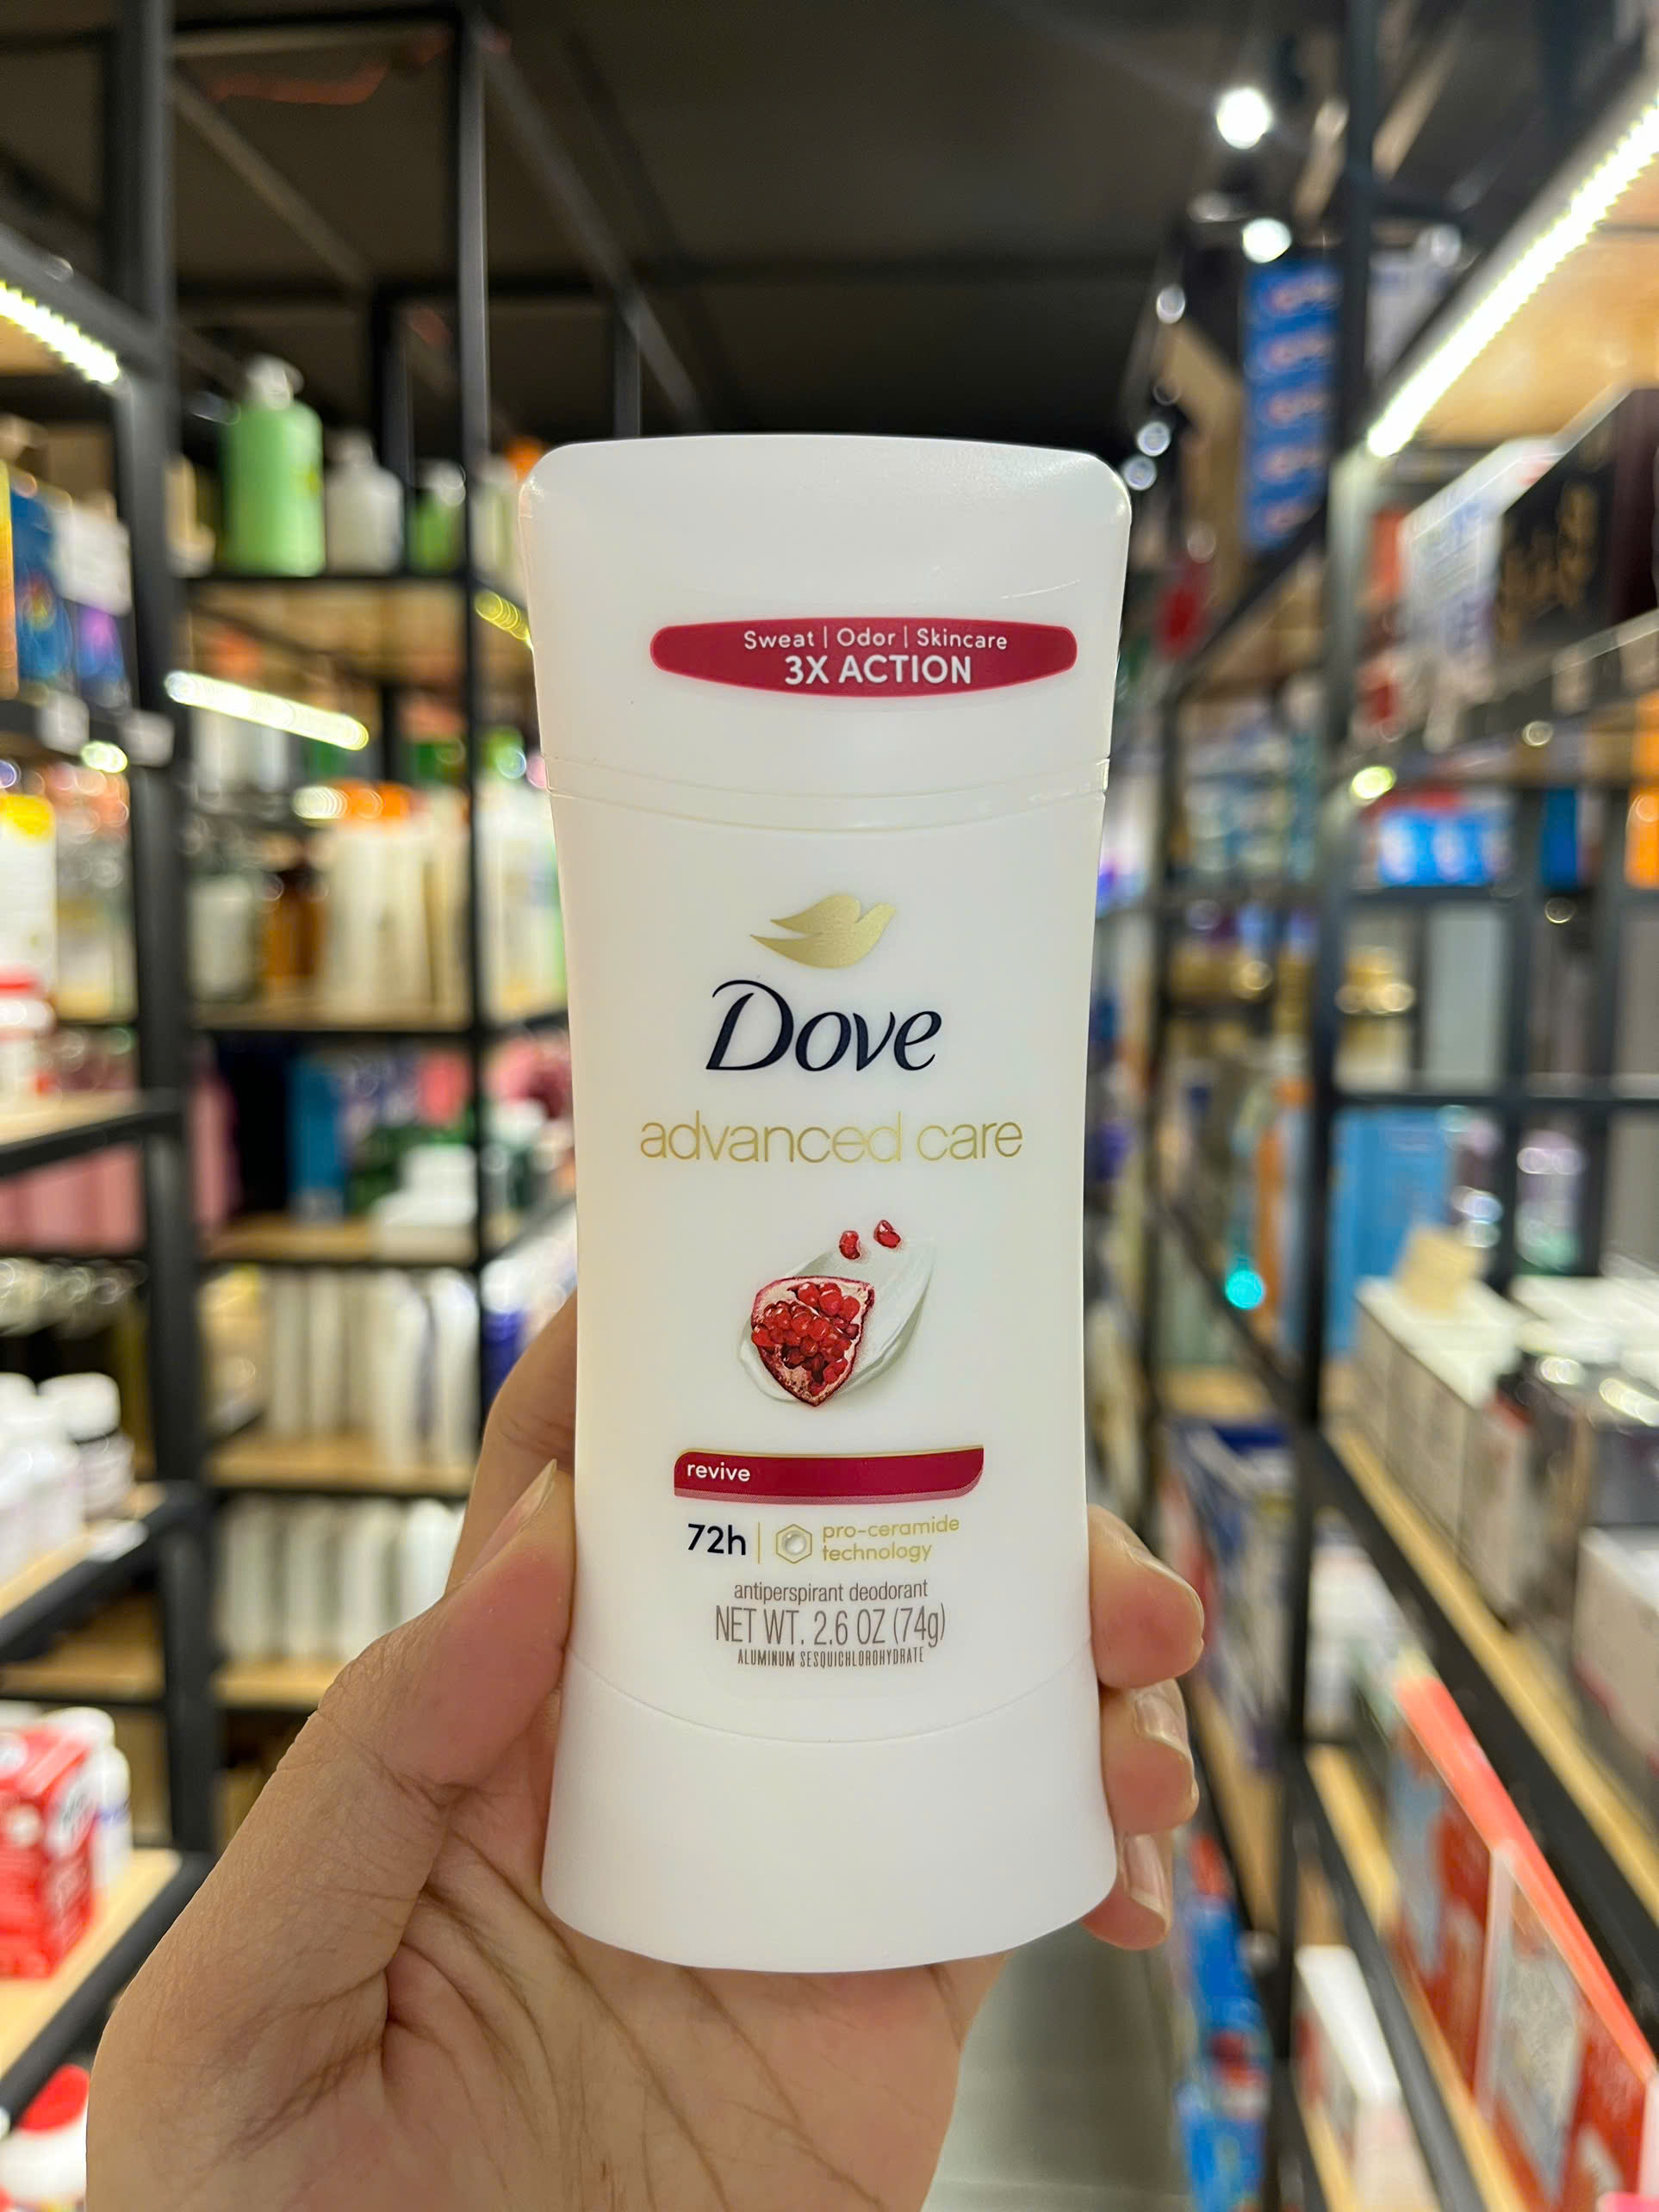 Sweat | Odor | Skincare
3X ACTION
Dove
advanced care
revive
72h | pro-ceramide
technology
antiperspirant deodorant
NET WT. 2.6 OZ (74g)
ALUMINUM SESQUICHLOROHYDRATE